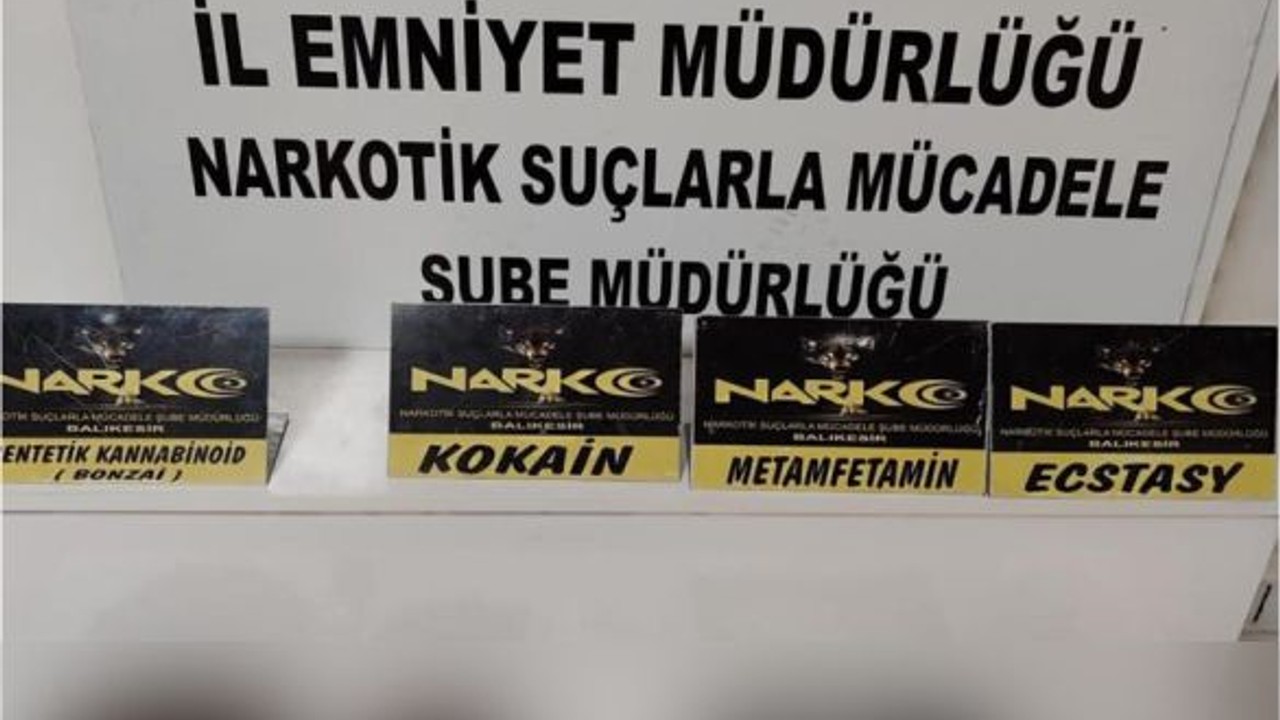 İL EMNİYET MÜDÜRLÜĞÜ
NARKOTİK SUÇLARLA MÜCADELE
ŞUBE MÜDÜRLÜĞÜ
NARKO
NARKOTİK SUÇLARLA MÜCADELE ŞUBE MÜDÜRLÜĞÜ
BALIKESİR
ENTETİK KANNABİNOİD
( BONZAİ )
NARKO
NARKOTİK SUÇLARLA MÜCADELE ŞUBE MÜDÜRLÜĞÜ
BALIKESİR
KOKAİN
NARKO
NARKOTİK SUÇLARLA MÜCADELE ŞUBE MÜDÜRLÜĞÜ
BALIKESİR
METAMFETAMİN
NARKO
NARKOTİK SUÇLARLA MÜCADELE ŞUBE MÜDÜRLÜĞÜ
BALIKESİR
ECSTASY